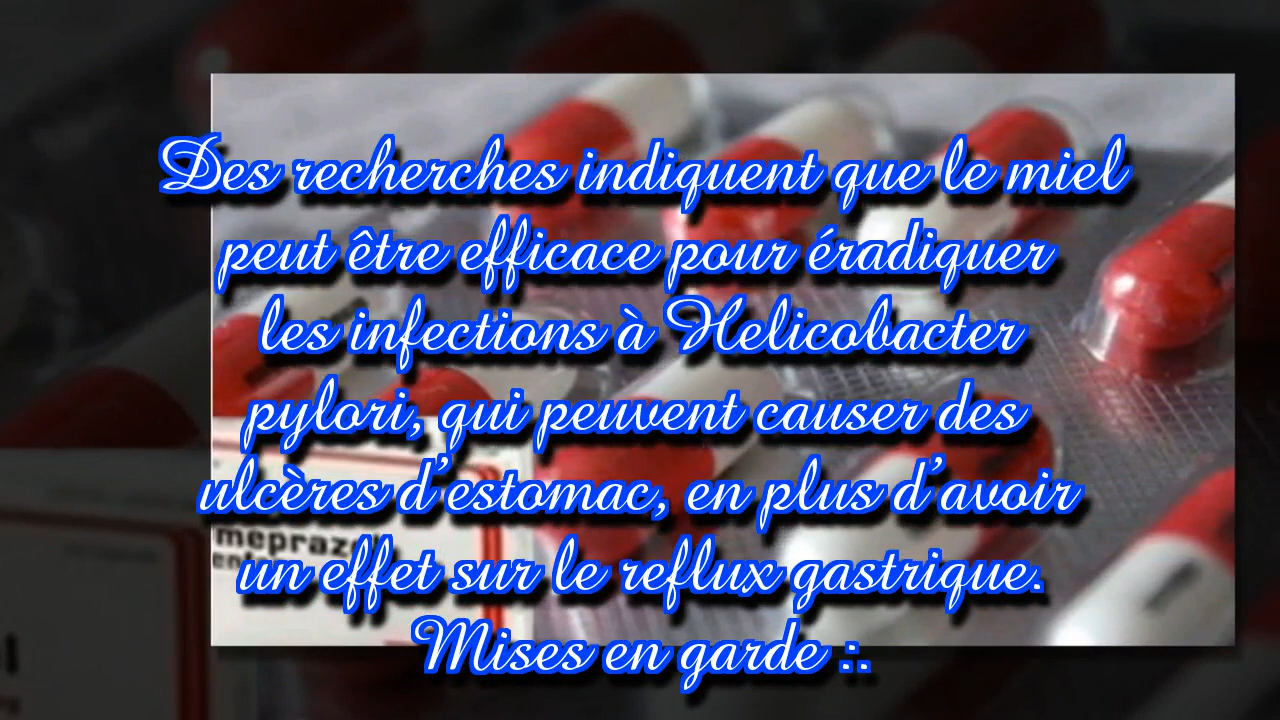 Des recherches indiquent que le miel
peut être efficace pour éradiquer
les infections à Helicobacter
pylori, qui peuvent causer des
ulcères d'estomac, en plus d'avoir
un effet sur le reflux gastrique.
Mises en garde :.